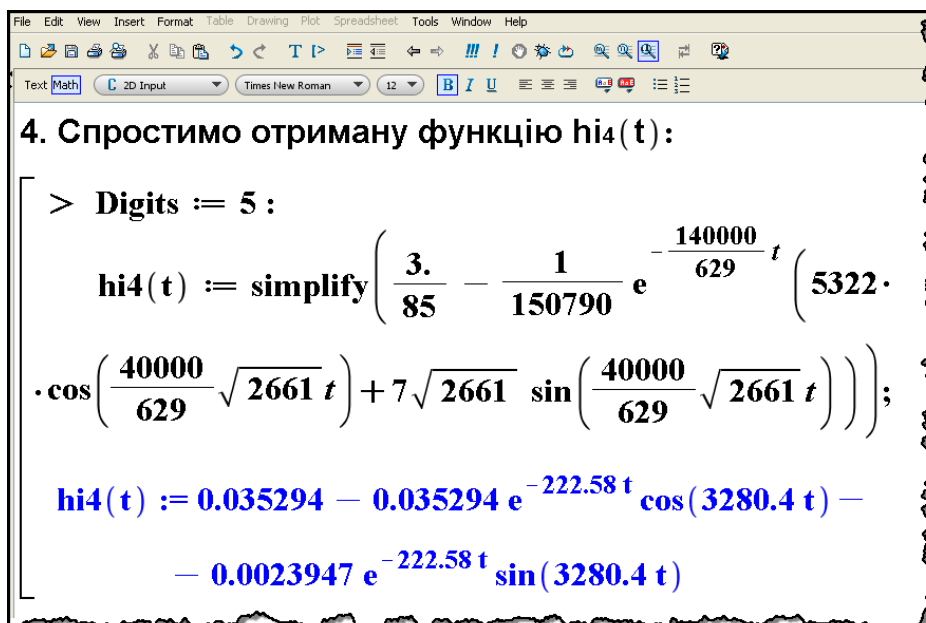 File Edit View Insert Format Table Drawing Plot Spreadsheet Tools Window Help
Text Math C 2D Input Times New Roman 12 B I U
4. Спростимо отриману функцію hi4(t):
> Digits := 5 :
hi4(t) := simplify( 3./85 − 1/150790 e^(−140000/629 t) ( 5322·
·cos( 40000/629 √2661 t ) + 7√2661 sin( 40000/629 √2661 t ) ) );
hi4(t) := 0.035294 − 0.035294 e^(−222.58 t) cos(3280.4 t) −
− 0.0023947 e^(−222.58 t) sin(3280.4 t)